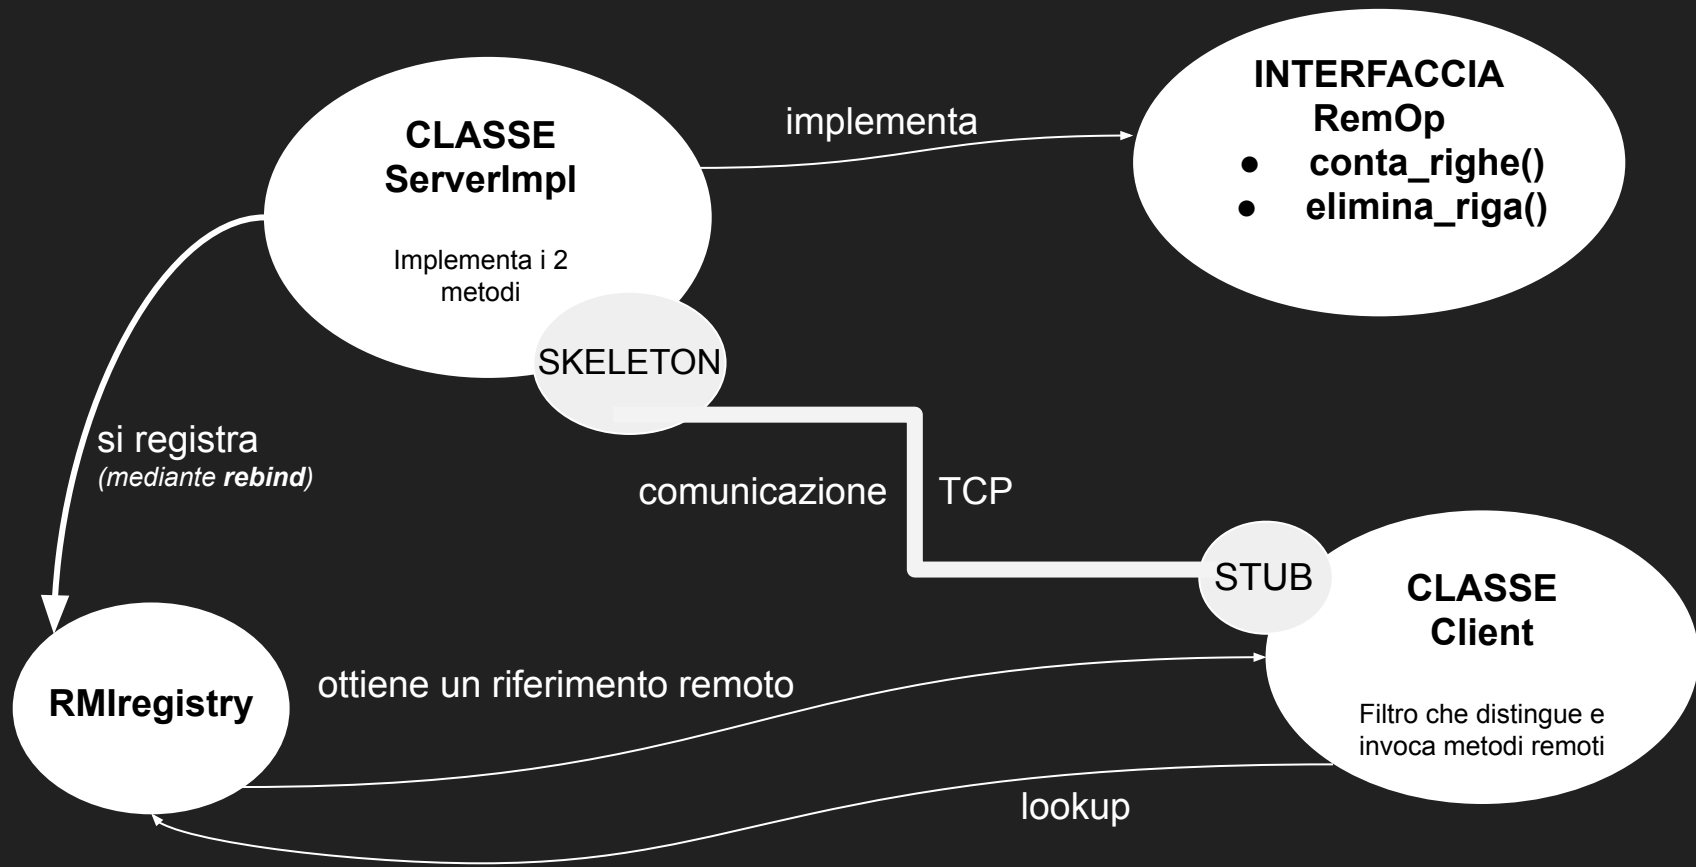 CLASSE
ServerImpl
Implementa i 2
metodi
implementa
INTERFACCIA
RemOp
● conta_righe()
● elimina_riga()
SKELETON
si registra
(mediante rebind)
comunicazione
TCP
STUB
CLASSE
Client
Filtro che distingue e
invoca metodi remoti
RMIregistry
ottiene un riferimento remoto
lookup